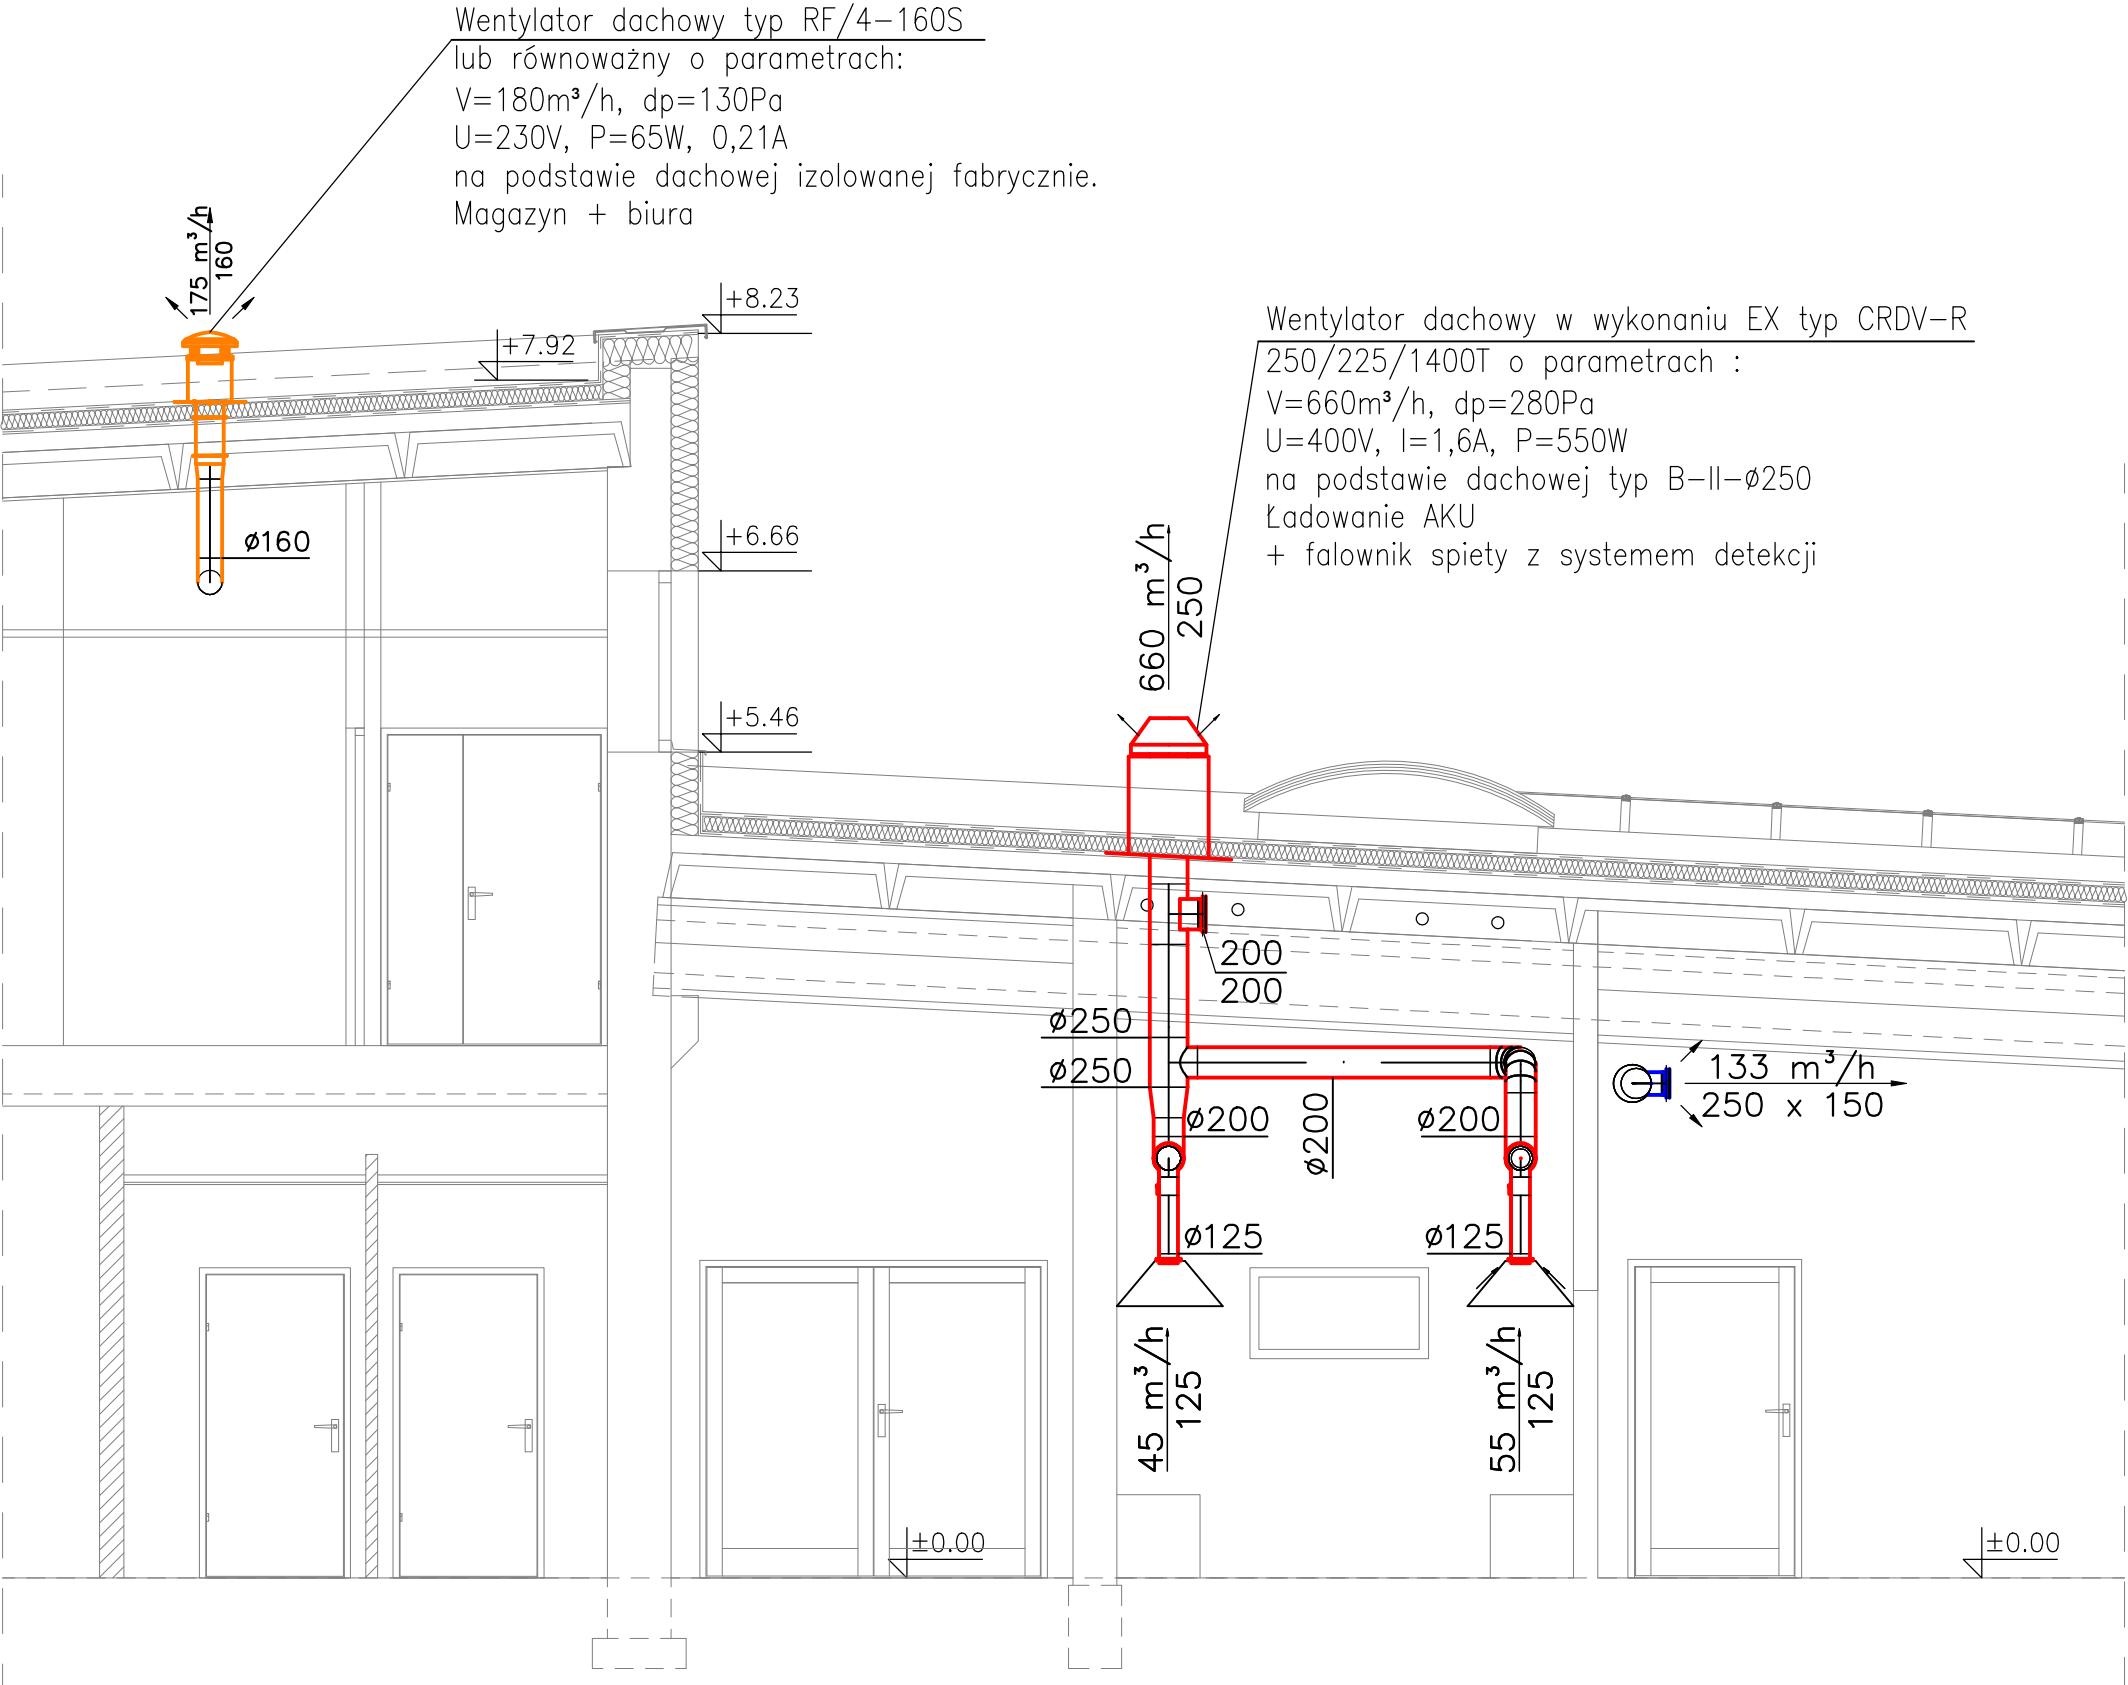 Wentylator dachowy typ RF/4-160S
lub równoważny o parametrach:
V=180m³/h, dp=130Pa
U=230V, P=65W, 0,21A
na podstawie dachowej izolowanej fabrycznie.
Magazyn + biura
175 m³/h
160
+8.23
+7.92
Wentylator dachowy w wykonaniu EX typ CRDV-R
250/225/1400T o parametrach :
V=660m³/h, dp=280Pa
U=400V, I=1,6A, P=550W
na podstawie dachowej typ B-II-ø250
Ładowanie AKU
+ falownik spiety z systemem detekcji
ø160
+6.66
660 m³/h
250
+5.46
200
200
ø250
ø250
133 m³/h
250 x 150
ø200
ø200
ø200
ø125
ø125
45 m³/h
125
55 m³/h
125
±0.00
±0.00